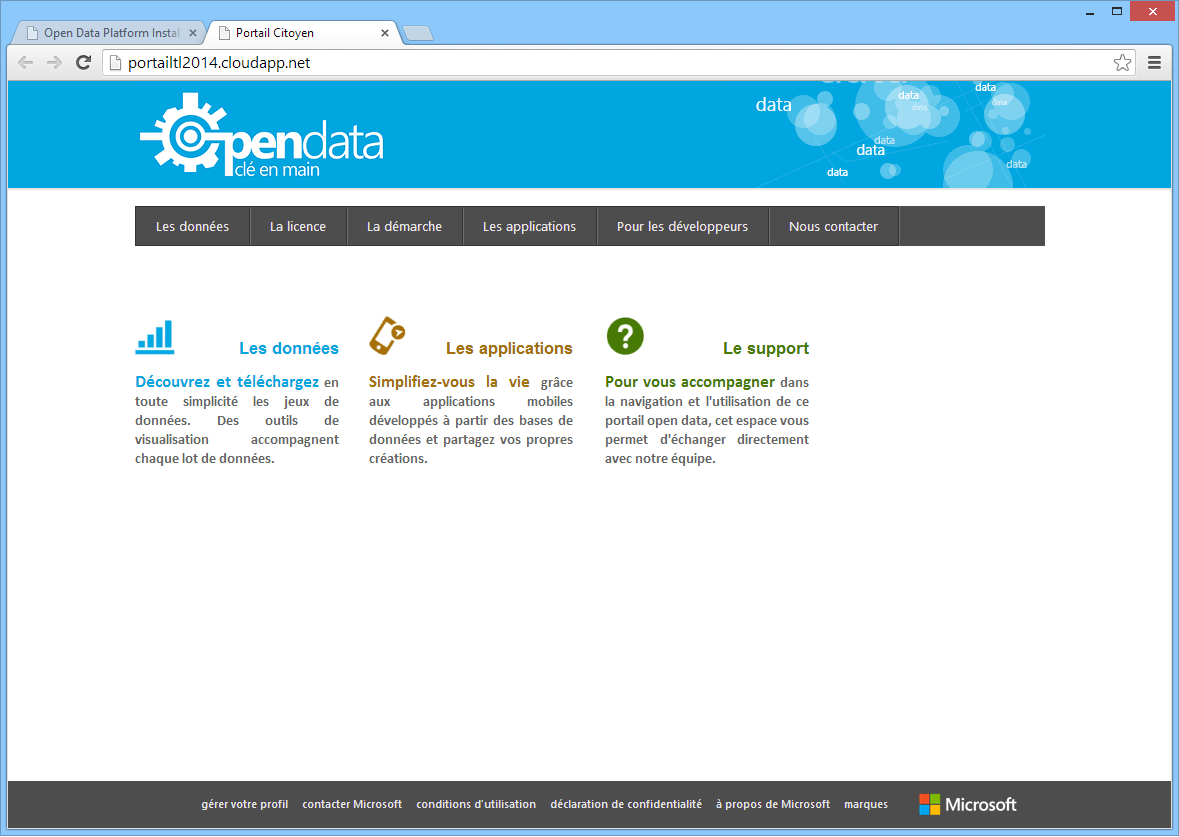 Open Data Platform Instal
Portail Citoyen
portailtl2014.cloudapp.net
opendata
clé en main
data
data
data
data
data
data
data
data
data
Les données
La licence
La démarche
Les applications
Pour les développeurs
Nous contacter
Les données
Découvrez et téléchargez en
toute simplicité les jeux de
données. Des outils de
visualisation accompagnent
chaque lot de données.
Les applications
Simplifiez-vous la vie grâce
aux applications mobiles
développés à partir des bases de
données et partagez vos propres
créations.
?
Le support
Pour vous accompagner dans
la navigation et l'utilisation de ce
portail open data, cet espace vous
permet d'échanger directement
avec notre équipe.
gérer votre profil
contacter Microsoft
conditions d'utilisation
déclaration de confidentialité
à propos de Microsoft
marques
Microsoft